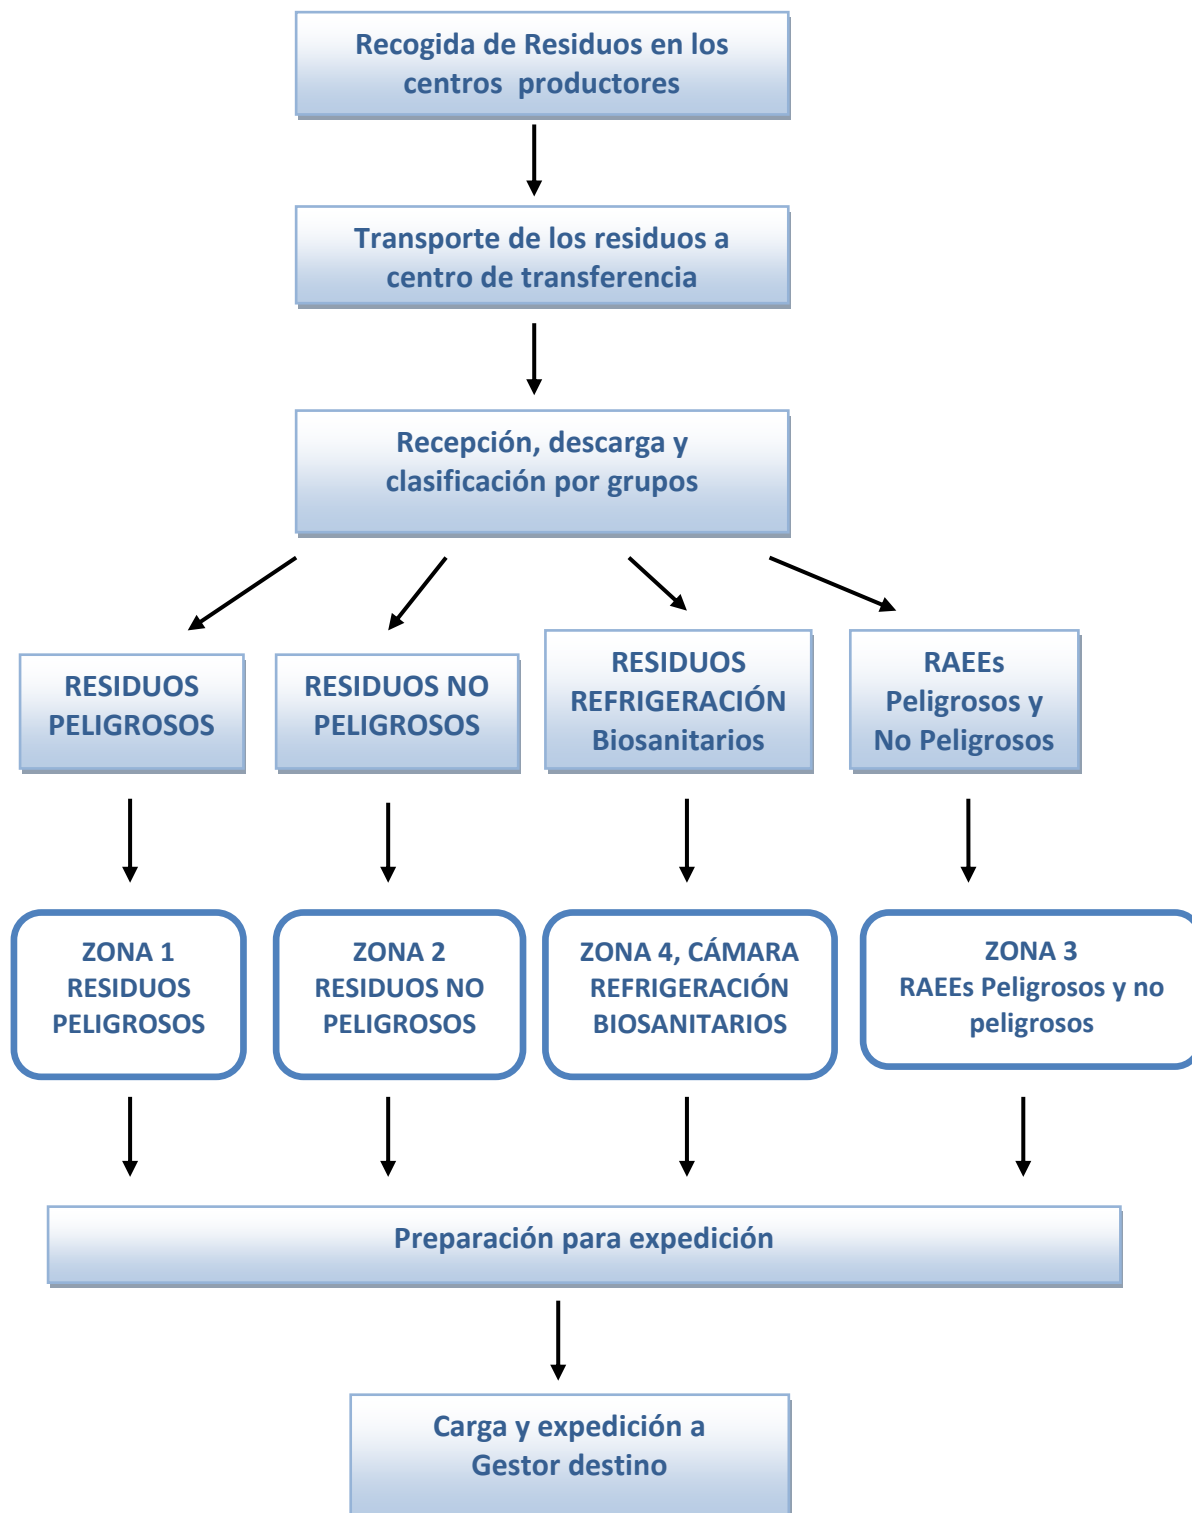 Recogida de Residuos en los
centros productores
Transporte de los residuos a
centro de transferencia
Recepción, descarga y
clasificación por grupos
RESIDUOS
PELIGROSOS
RESIDUOS NO
PELIGROSOS
RESIDUOS
REFRIGERACIÓN
Biosanitarios
RAEEs
Peligrosos y
No Peligrosos
ZONA 1
RESIDUOS
PELIGROSOS
ZONA 2
RESIDUOS NO
PELIGROSOS
ZONA 4, CÁMARA
REFRIGERACIÓN
BIOSANITARIOS
ZONA 3
RAEEs Peligrosos y no
peligrosos
Preparación para expedición
Carga y expedición a
Gestor destino